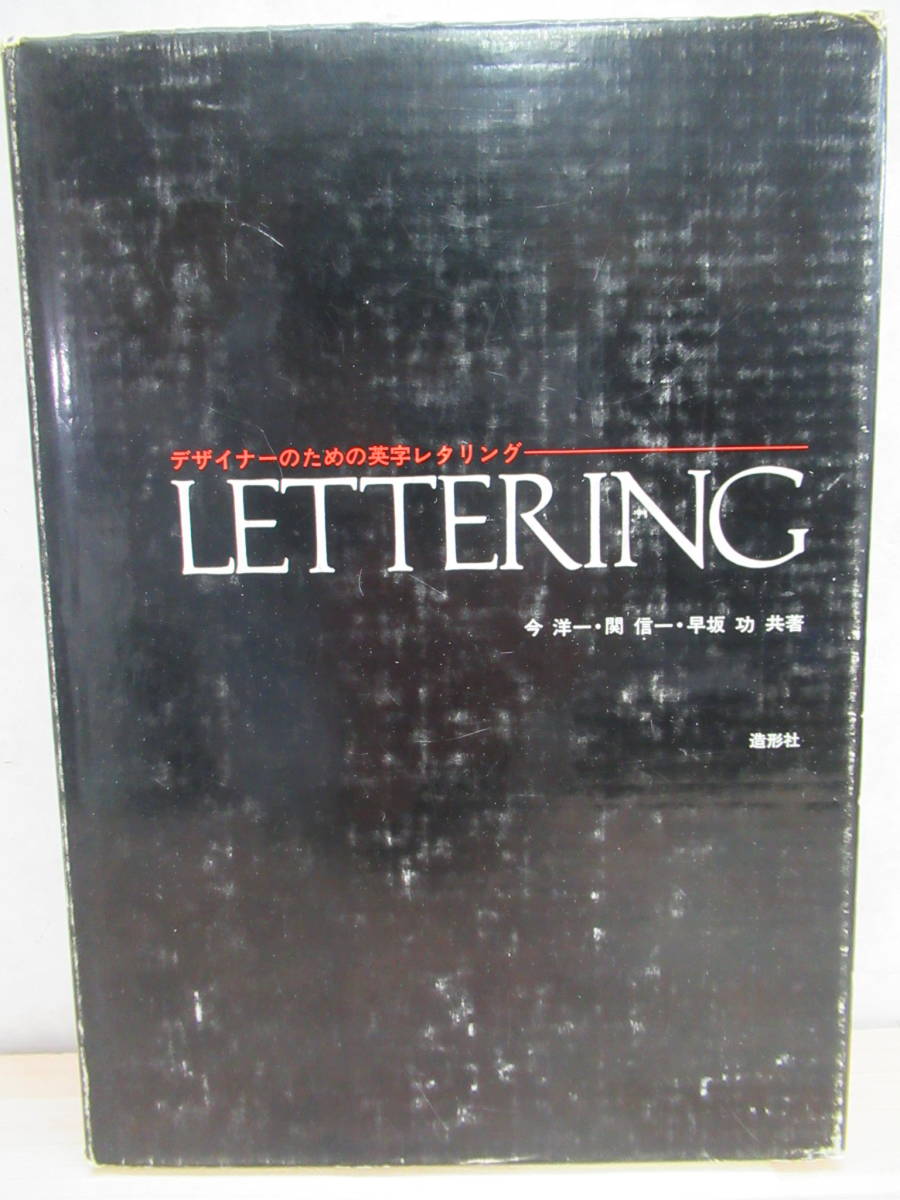 デザイナーのための英字レタリング
LETTERING
今 洋一・関 信一・早坂 功 共著
造形社